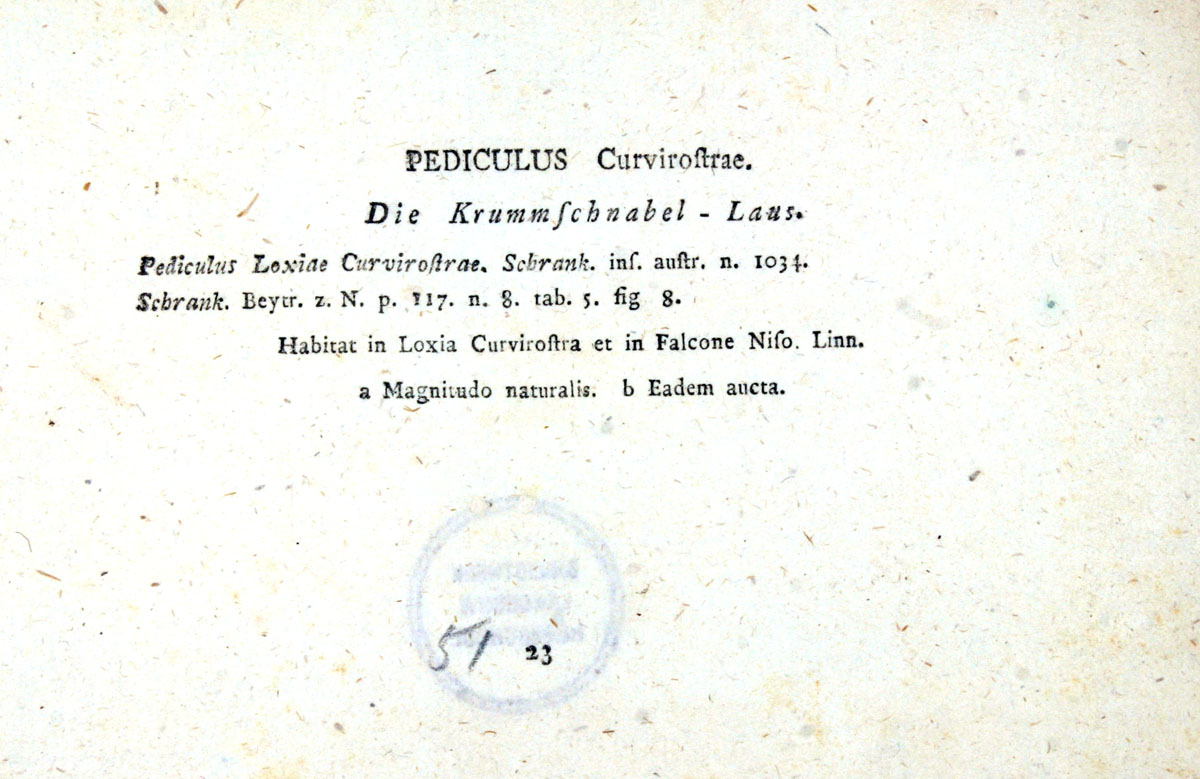 PEDICULUS Curviroſtrae.
Die Krummſchnabel - Laus.
Pediculus Loxiae Curviroſtrae. Schrank. inſ. auſtr. n. 1034.
Schrank. Beytr. z. N. p. 117. n. 8. tab. 5. fig 8.
Habitat in Loxia Curviroſtra et in Falcone Niſo. Linn.
a Magnitudo naturalis. b Eadem aucta.
51
23